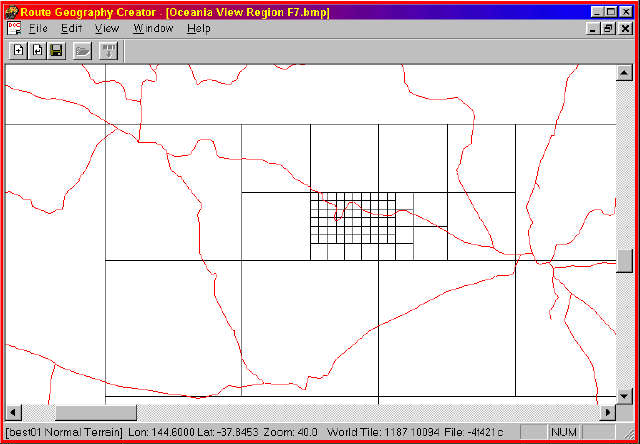 Route Geography Creator - [Oceania View Region F7.bmp]
File Edit View Window Help
[best01 Normal Terrain] Lon: 144.6000 Lat: -37.8453 Zoom: 40.0 World Tile: 1187 10094 File: -4f421c NUM